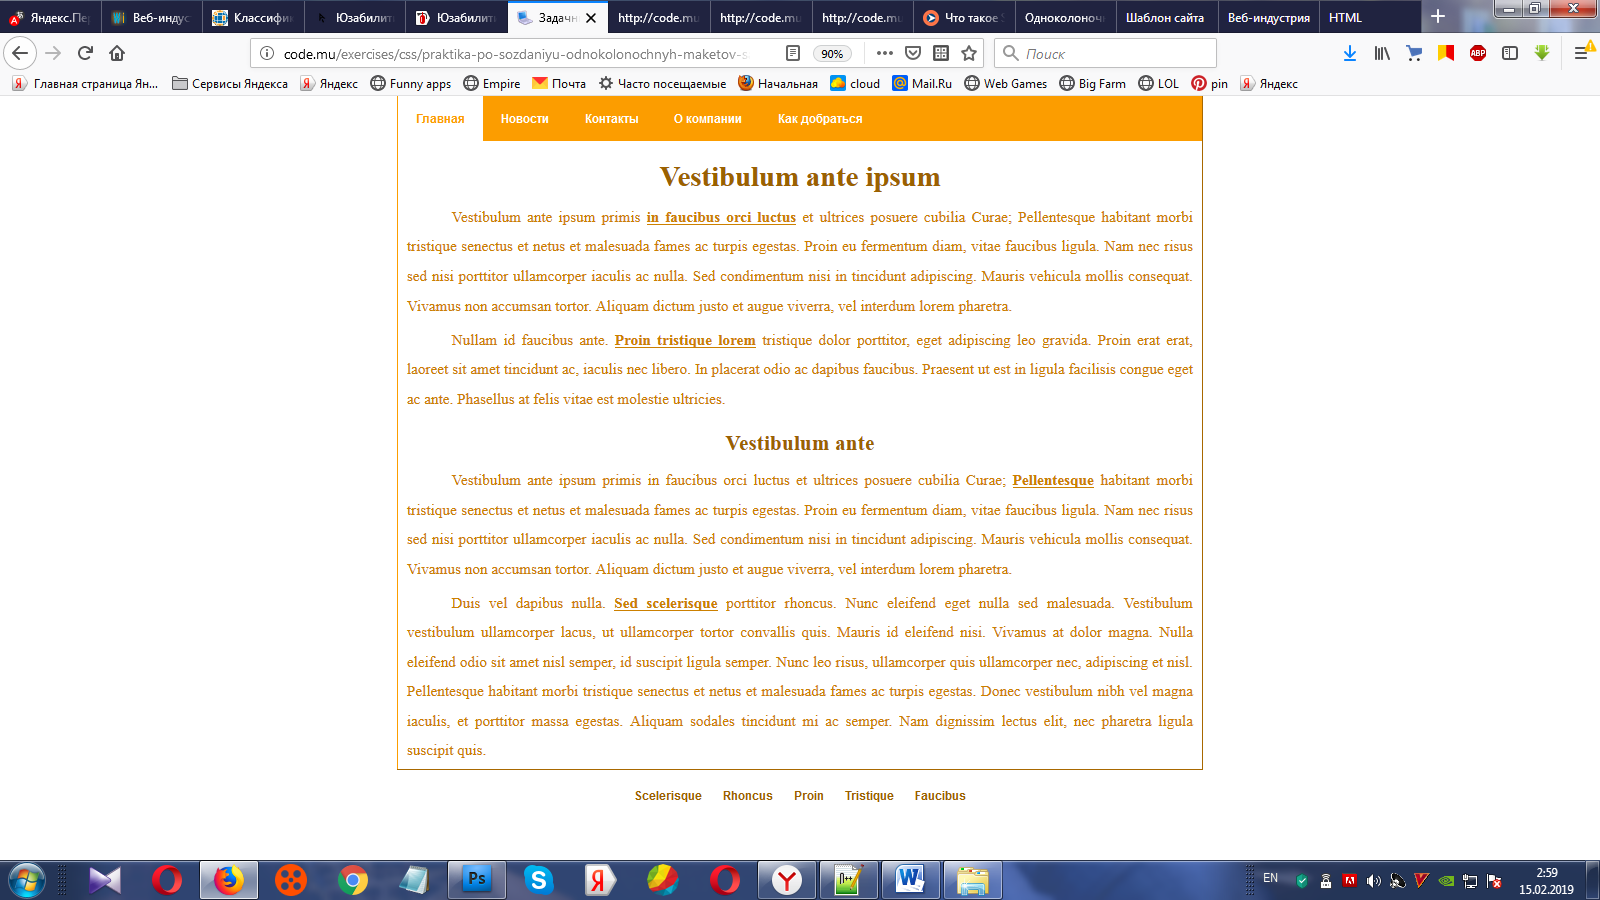 Яндекс.Пер
Веб-индус
Классифик
Юзабилит
Юзабилит
Задачн
http://code.mu
http://code.mu
http://code.mu
Что такое
Одноколоноч
Шаблон сайта
Веб-индустрия
HTML
code.mu/exercises/css/praktika-po-sozdaniyu-odnokolonochnyh-maketov-s
90%
Поиск
ABP
Главная страница Ян...
Сервисы Яндекса
Яндекс
Funny apps
Empire
Почта
Часто посещаемые
Начальная
cloud
Mail.Ru
Web Games
Big Farm
LOL
pin
Яндекс
Главная
Новости
Контакты
О компании
Как добраться
Vestibulum ante ipsum
Vestibulum ante ipsum primis in faucibus orci luctus et ultrices posuere cubilia Curae; Pellentesque habitant morbi
tristique senectus et netus et malesuada fames ac turpis egestas. Proin eu fermentum diam, vitae faucibus ligula. Nam nec risus
sed nisi porttitor ullamcorper iaculis ac nulla. Sed condimentum nisi in tincidunt adipiscing. Mauris vehicula mollis consequat.
Vivamus non accumsan tortor. Aliquam dictum justo et augue viverra, vel interdum lorem pharetra.
Nullam id faucibus ante. Proin tristique lorem tristique dolor porttitor, eget adipiscing leo gravida. Proin erat erat,
laoreet sit amet tincidunt ac, iaculis nec libero. In placerat odio ac dapibus faucibus. Praesent ut est in ligula facilisis congue eget
ac ante. Phasellus at felis vitae est molestie ultricies.
Vestibulum ante
Vestibulum ante ipsum primis in faucibus orci luctus et ultrices posuere cubilia Curae; Pellentesque habitant morbi
tristique senectus et netus et malesuada fames ac turpis egestas. Proin eu fermentum diam, vitae faucibus ligula. Nam nec risus
sed nisi porttitor ullamcorper iaculis ac nulla. Sed condimentum nisi in tincidunt adipiscing. Mauris vehicula mollis consequat.
Vivamus non accumsan tortor. Aliquam dictum justo et augue viverra, vel interdum lorem pharetra.
Duis vel dapibus nulla. Sed scelerisque porttitor rhoncus. Nunc eleifend eget nulla sed malesuada. Vestibulum
vestibulum ullamcorper lacus, ut ullamcorper tortor convallis quis. Mauris id eleifend nisi. Vivamus at dolor magna. Nulla
eleifend odio sit amet nisl semper, id suscipit ligula semper. Nunc leo risus, ullamcorper quis ullamcorper nec, adipiscing et nisl.
Pellentesque habitant morbi tristique senectus et netus et malesuada fames ac turpis egestas. Donec vestibulum nibh vel magna
iaculis, et porttitor massa egestas. Aliquam sodales tincidunt mi ac semper. Nam dignissim lectus elit, nec pharetra ligula
suscipit quis.
Scelerisque
Rhoncus
Proin
Tristique
Faucibus
EN
2:59
15.02.2019